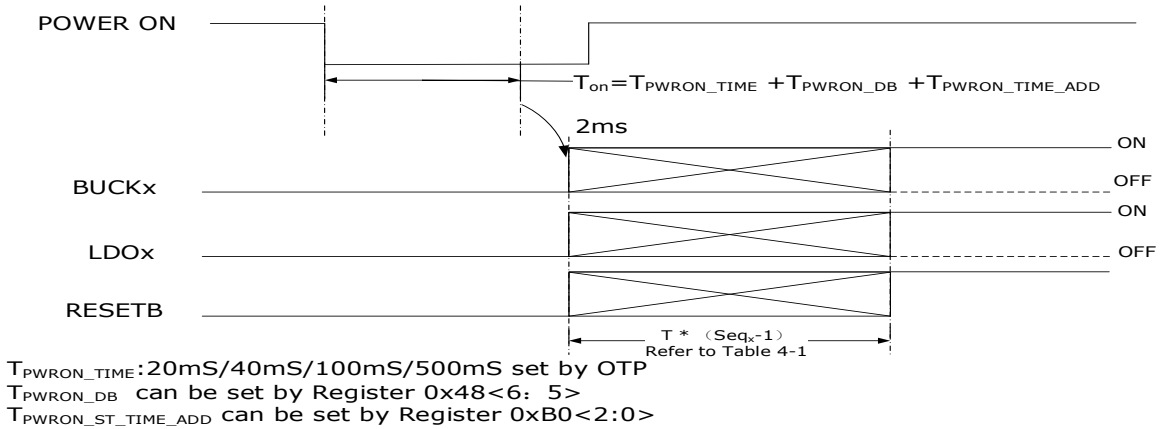 POWER ON
Ton=TPWRON_TIME +TPWRON_DB +TPWRON_TIME_ADD
2ms
ON
BUCKx
OFF
ON
LDOx
OFF
RESETB
T * （Seqx-1）
Refer to Table 4-1
TPWRON_TIME:20mS/40mS/100mS/500mS set by OTP
TPWRON_DB can be set by Register 0x48<6：5>
TPWRON_ST_TIME_ADD can be set by Register 0xB0<2:0>